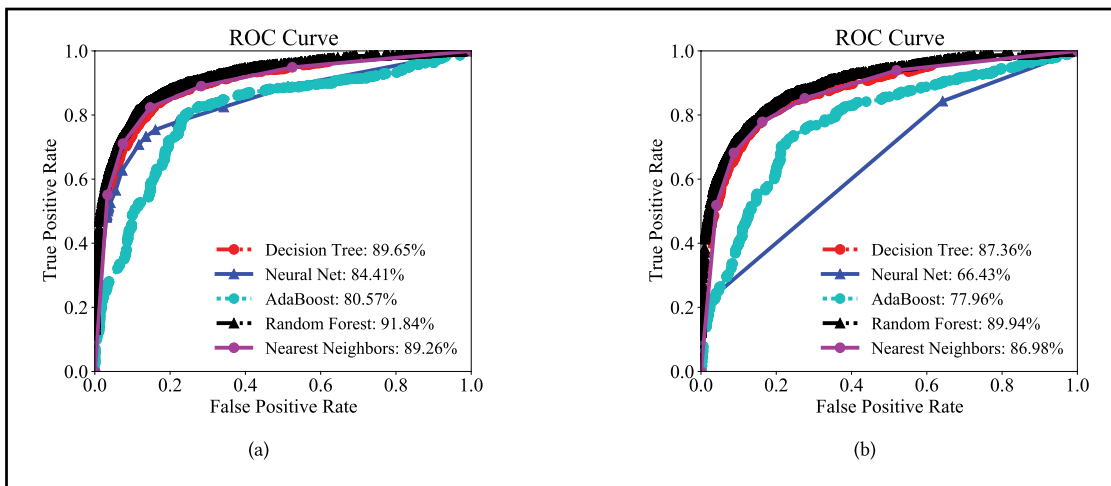 ROC Curve
1.0
0.8
0.6
0.4
0.2
0.0
True Positive Rate
Decision Tree: 89.65%
Neural Net: 84.41%
AdaBoost: 80.57%
Random Forest: 91.84%
Nearest Neighbors: 89.26%
0.0 0.2 0.4 0.6 0.8 1.0
False Positive Rate
(a)
ROC Curve
1.0
0.8
0.6
0.4
0.2
0.0
True Positive Rate
Decision Tree: 87.36%
Neural Net: 66.43%
AdaBoost: 77.96%
Random Forest: 89.94%
Nearest Neighbors: 86.98%
0.0 0.2 0.4 0.6 0.8 1.0
False Positive Rate
(b)